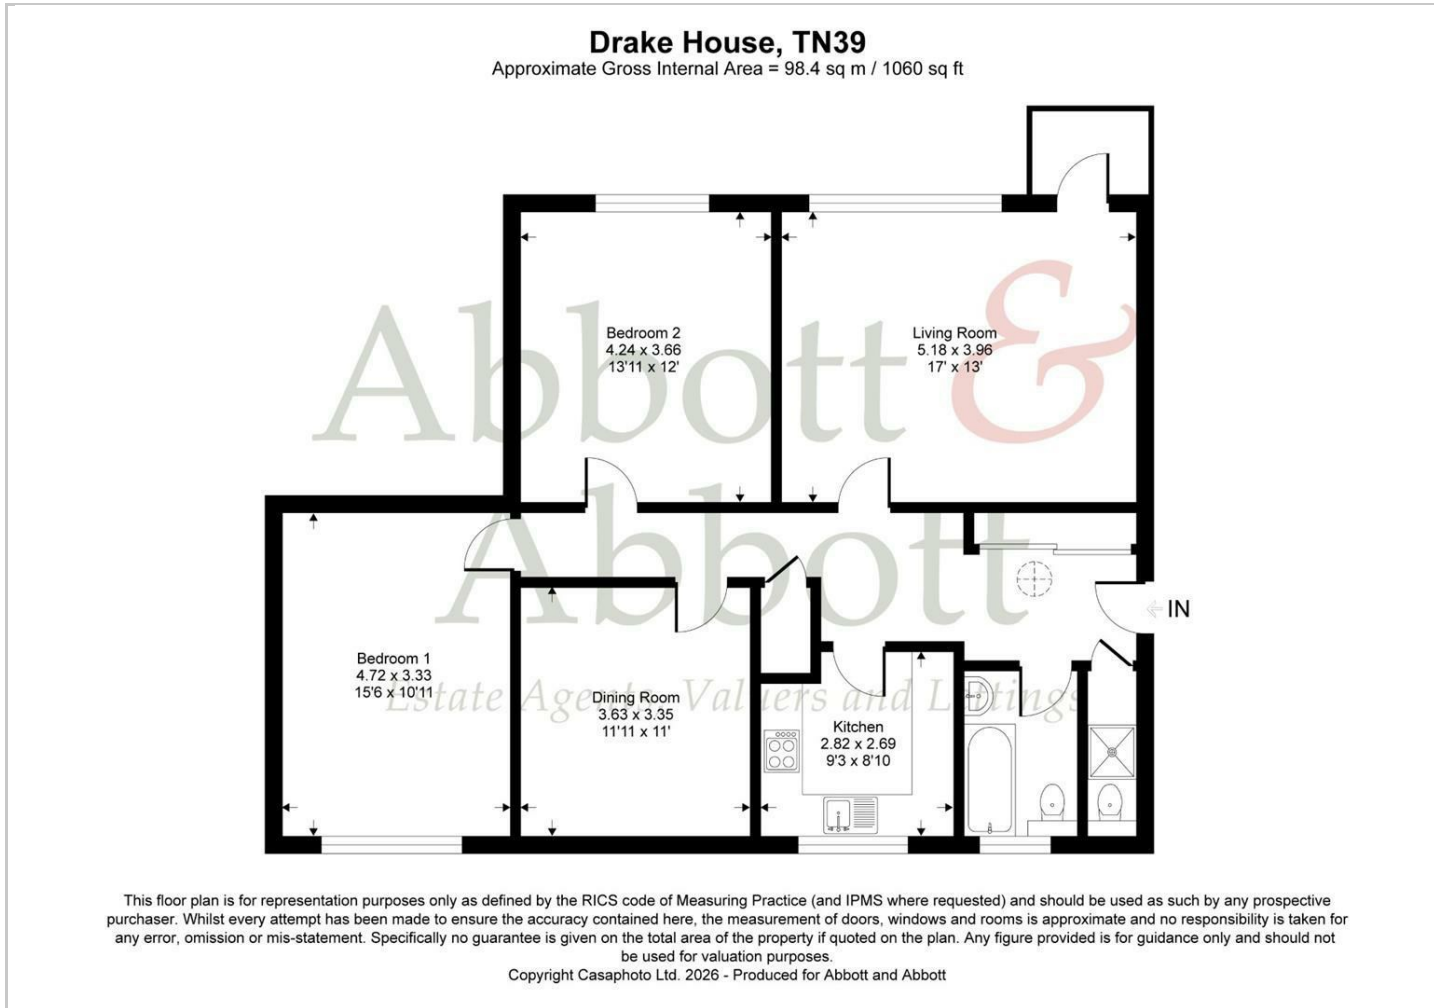 Drake House, TN39
Approximate Gross Internal Area = 98.4 sq m / 1060 sq ft
Bedroom 2
4.24 x 3.66
13'11 x 12'
Living Room
5.18 x 3.96
17' x 13'
Abbott &
Abbott
Estate Agents, Valuers and Lettings
IN
Bedroom 1
4.72 x 3.33
15'6 x 10'11
Dining Room
3.63 x 3.35
11'11 x 11'
Kitchen
2.82 x 2.69
9'3 x 8'10
This floor plan is for representation purposes only as defined by the RICS code of Measuring Practice (and IPMS where requested) and should be used as such by any prospective
purchaser. Whilst every attempt has been made to ensure the accuracy contained here, the measurement of doors, windows and rooms is approximate and no responsibility is taken for
any error, omission or mis-statement. Specifically no guarantee is given on the total area of the property if quoted on the plan. Any figure provided is for guidance only and should not
be used for valuation purposes.
Copyright Casaphoto Ltd. 2026 - Produced for Abbott and Abbott